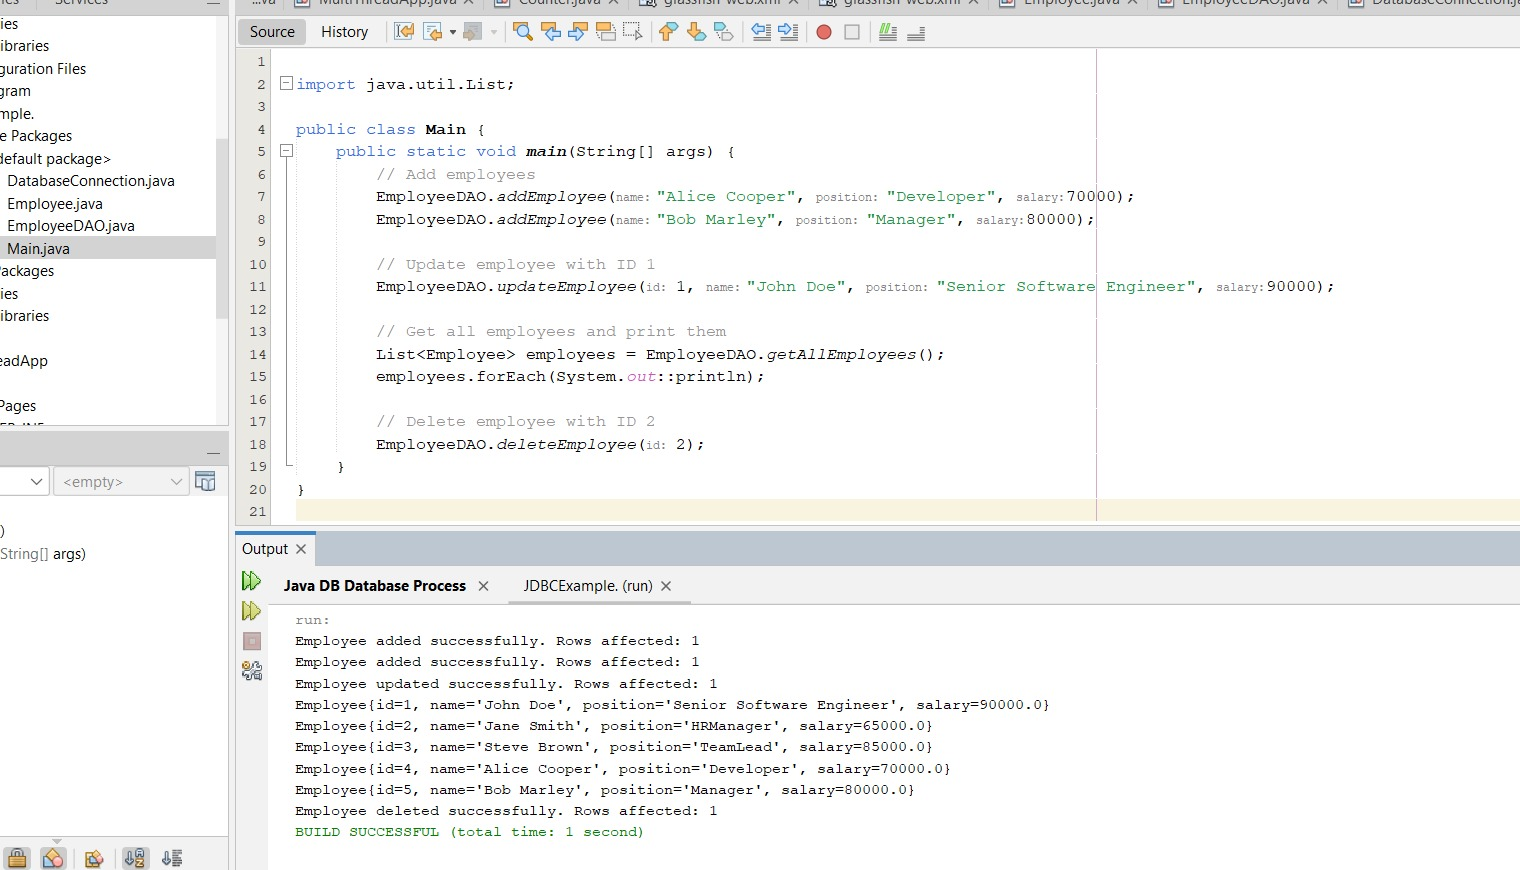 Services
...va MultiThreadApp.java Counter.java glassfish-web.xml glassfish-web.xml Employee.java EmployeeDAO.java
Source History
ies
ibraries
guration Files
gram
mple.
e Packages
default package>
DatabaseConnection.java
Employee.java
EmployeeDAO.java
Main.java
Packages
ies
ibraries
eadApp
Pages
<empty>
)
String[] args)
1
2 import java.util.List;
3
4 public class Main {
5 public static void main(String[] args) {
6 // Add employees
7 EmployeeDAO.addEmployee(name: "Alice Cooper", position: "Developer", salary:70000);
8 EmployeeDAO.addEmployee(name: "Bob Marley", position: "Manager", salary:80000);
9
10 // Update employee with ID 1
11 EmployeeDAO.updateEmployee(id: 1, name: "John Doe", position: "Senior Software Engineer", salary:90000);
12
13 // Get all employees and print them
14 List<Employee> employees = EmployeeDAO.getAllEmployees();
15 employees.forEach(System.out::println);
16
17 // Delete employee with ID 2
18 EmployeeDAO.deleteEmployee(id: 2);
19 }
20 }
21
Output
Java DB Database Process JDBCExample. (run)
run:
Employee added successfully. Rows affected: 1
Employee added successfully. Rows affected: 1
Employee updated successfully. Rows affected: 1
Employee{id=1, name='John Doe', position='Senior Software Engineer', salary=90000.0}
Employee{id=2, name='Jane Smith', position='HRManager', salary=65000.0}
Employee{id=3, name='Steve Brown', position='TeamLead', salary=85000.0}
Employee{id=4, name='Alice Cooper', position='Developer', salary=70000.0}
Employee{id=5, name='Bob Marley', position='Manager', salary=80000.0}
Employee deleted successfully. Rows affected: 1
BUILD SUCCESSFUL (total time: 1 second)